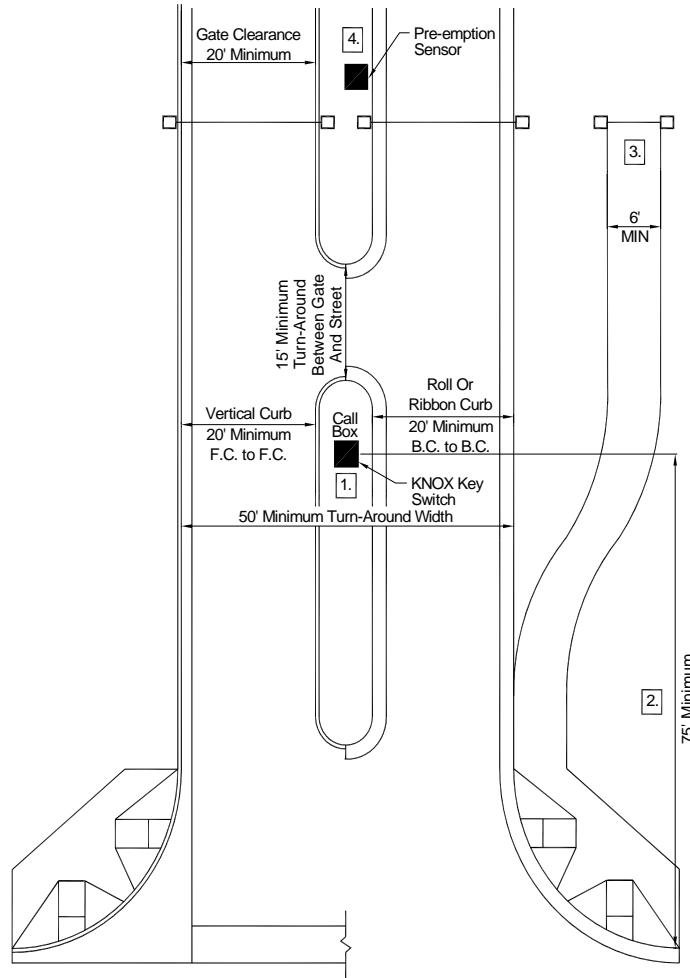 Gate Clearance
20' Minimum
4.
Pre-emption
Sensor
3.
6'
MIN
15' Minimum
Turn-Around
Between Gate
And Street
Vertical Curb
20' Minimum
F.C. to F.C.
Call
Box
Roll Or
Ribbon Curb
20' Minimum
B.C. to B.C.
1.
KNOX Key
Switch
50' Minimum Turn-Around Width
2.
75' Minimum